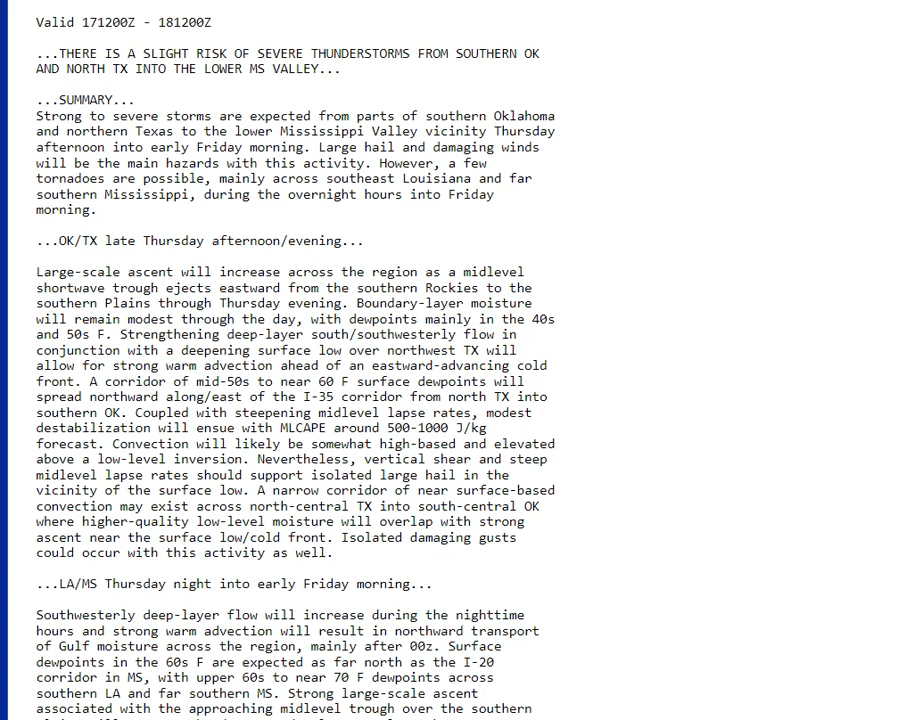 Valid 171200Z - 181200Z
...THERE IS A SLIGHT RISK OF SEVERE THUNDERSTORMS FROM SOUTHERN OK
AND NORTH TX INTO THE LOWER MS VALLEY...
...SUMMARY...
Strong to severe storms are expected from parts of southern Oklahoma
and northern Texas to the lower Mississippi Valley vicinity Thursday
afternoon into early Friday morning. Large hail and damaging winds
will be the main hazards with this activity. However, a few
tornadoes are possible, mainly across southeast Louisiana and far
southern Mississippi, during the overnight hours into Friday
morning.
...OK/TX late Thursday afternoon/evening...
Large-scale ascent will increase across the region as a midlevel
shortwave trough ejects eastward from the southern Rockies to the
southern Plains through Thursday evening. Boundary-layer moisture
will remain modest through the day, with dewpoints mainly in the 40s
and 50s F. Strengthening deep-layer south/southwesterly flow in
conjunction with a deepening surface low over northwest TX will
allow for strong warm advection ahead of an eastward-advancing cold
front. A corridor of mid-50s to near 60 F surface dewpoints will
spread northward along/east of the I-35 corridor from north TX into
southern OK. Coupled with steepening midlevel lapse rates, modest
destabilization will ensue with MLCAPE around 500-1000 J/kg
forecast. Convection will likely be somewhat high-based and elevated
above a low-level inversion. Nevertheless, vertical shear and steep
midlevel lapse rates should support isolated large hail in the
vicinity of the surface low. A narrow corridor of near surface-based
convection may exist across north-central TX into south-central OK
where higher-quality low-level moisture will overlap with strong
ascent near the surface low/cold front. Isolated damaging gusts
could occur with this activity as well.
...LA/MS Thursday night into early Friday morning...
Southwesterly deep-layer flow will increase during the nighttime
hours and strong warm advection will result in northward transport
of Gulf moisture across the region, mainly after 00z. Surface
dewpoints in the 60s F are expected as far north as the I-20
corridor in MS, with upper 60s to near 70 F dewpoints across
southern LA and far southern MS. Strong large-scale ascent
associated with the approaching midlevel trough over the southern